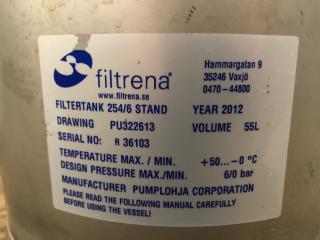 filtrena®
www.filtrena.se
Hammargatan 9
35246 Vaxjö
0470-44800
FILTERTANK 254/6 STAND YEAR 2012
DRAWING PU322613 VOLUME 55L
SERIAL NO: R 36103
TEMPERATURE MAX. / MIN. +50...-0 °C
DESIGN PRESSURE MAX./MIN. 6/0 bar
MANUFACTURER PUMPLOHJA CORPORATION
PLEASE READ THE FOLLOWING MANUAL CAREFULLY
BEFORE USING THE VESSEL!